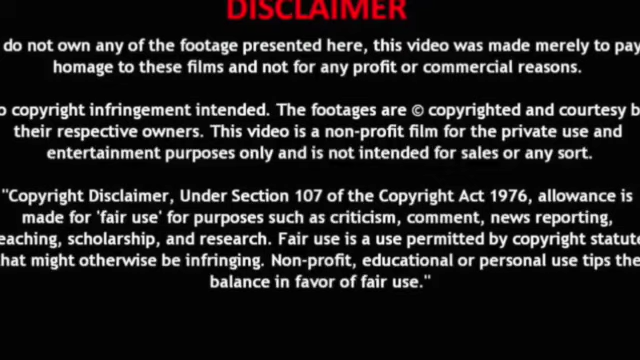 DISCLAIMER
do not own any of the footage presented here, this video was made merely to pay
homage to these films and not for any profit or commercial reasons.
o copyright infringement intended. The footages are © copyrighted and courtesy b
their respective owners. This video is a non-profit film for the private use and
entertainment purposes only and is not intended for sales or any sort.
"Copyright Disclaimer, Under Section 107 of the Copyright Act 1976, allowance is
made for 'fair use' for purposes such as criticism, comment, news reporting,
eaching, scholarship, and research. Fair use is a use permitted by copyright statute
hat might otherwise be infringing. Non-profit, educational or personal use tips the
balance in favor of fair use."